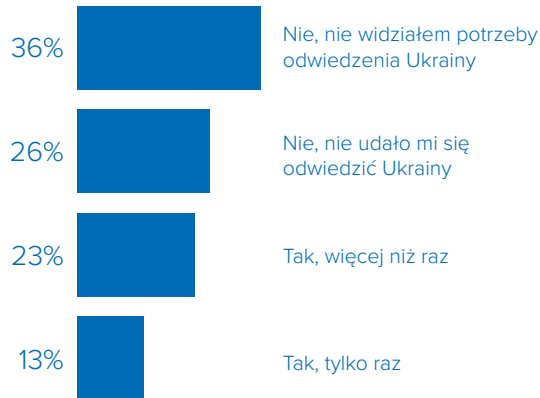 36%
Nie, nie widziałem potrzeby
odwiedzenia Ukrainy
26%
Nie, nie udało mi się
odwiedzić Ukrainy
23%
Tak, więcej niż raz
13%
Tak, tylko raz